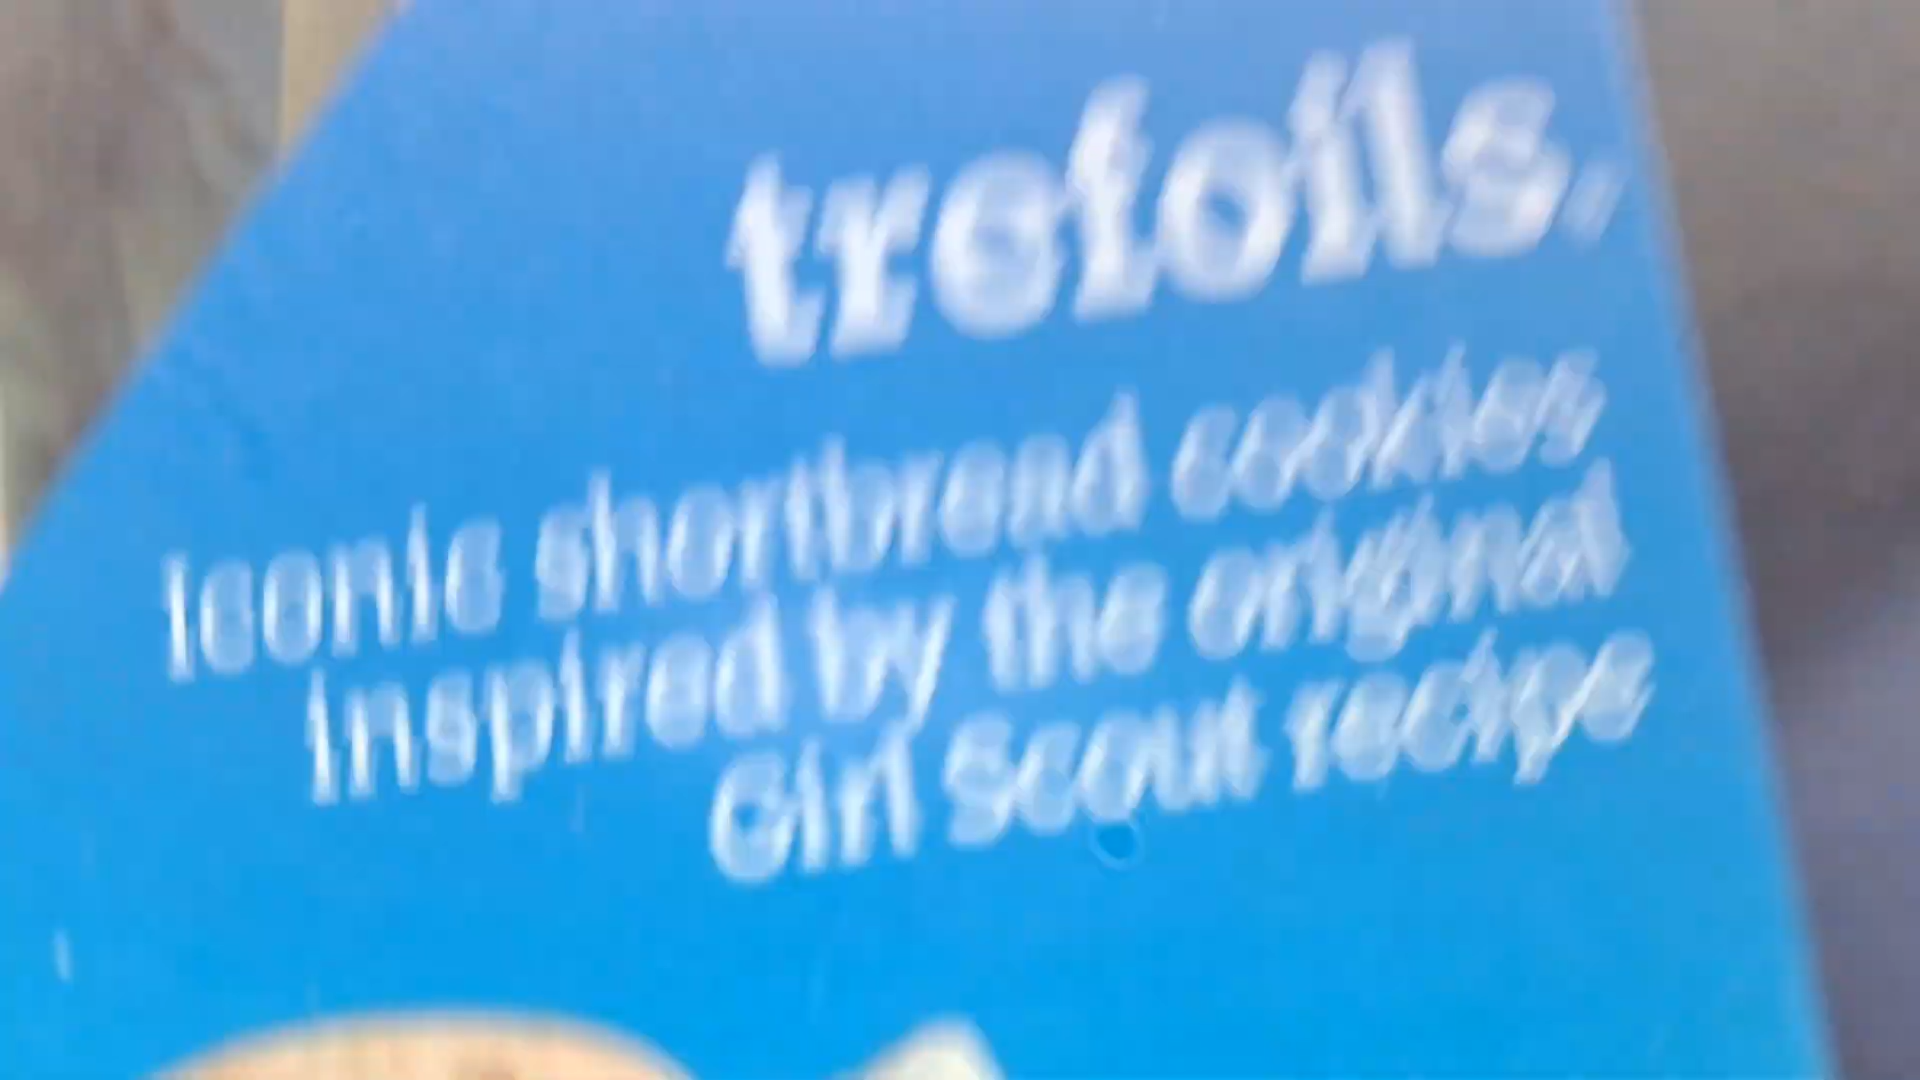 trefoils®
Iconic shortbread cookies
inspired by the original
Girl Scout recipe